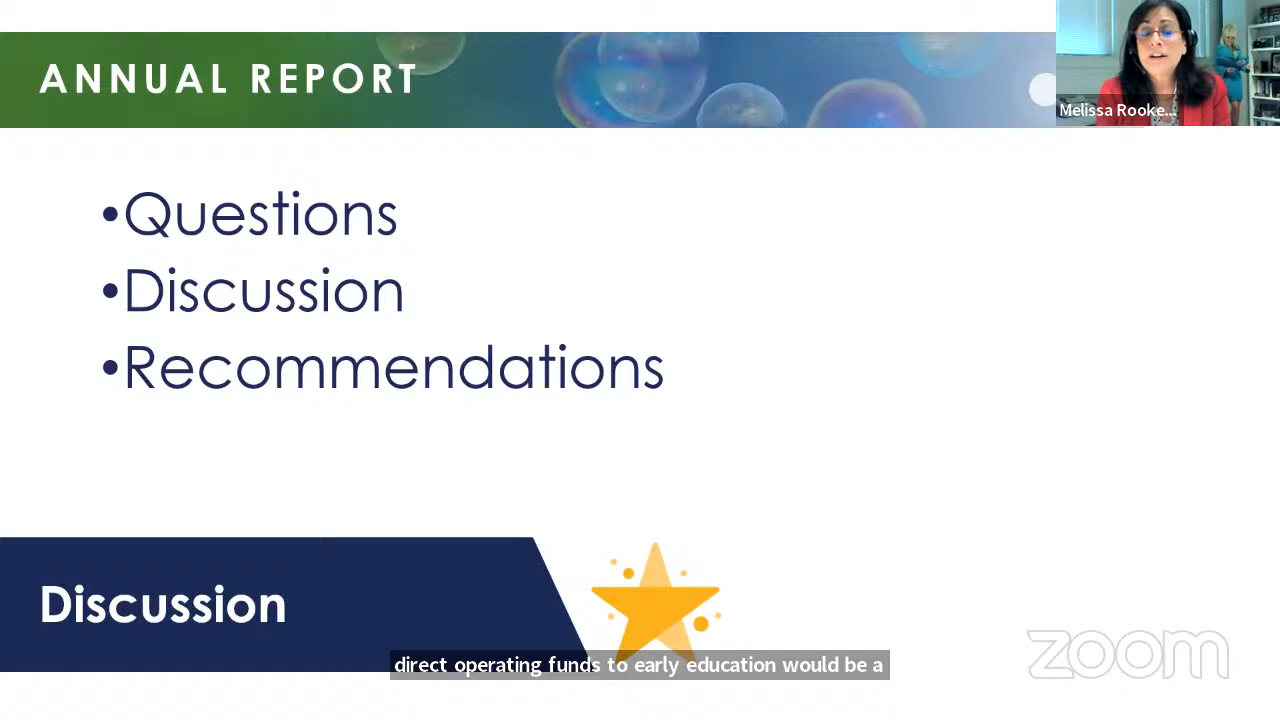 ANNUAL REPORT
Melissa Rooke...
•Questions
•Discussion
•Recommendations
Discussion
zoom
direct operating funds to early education would be a